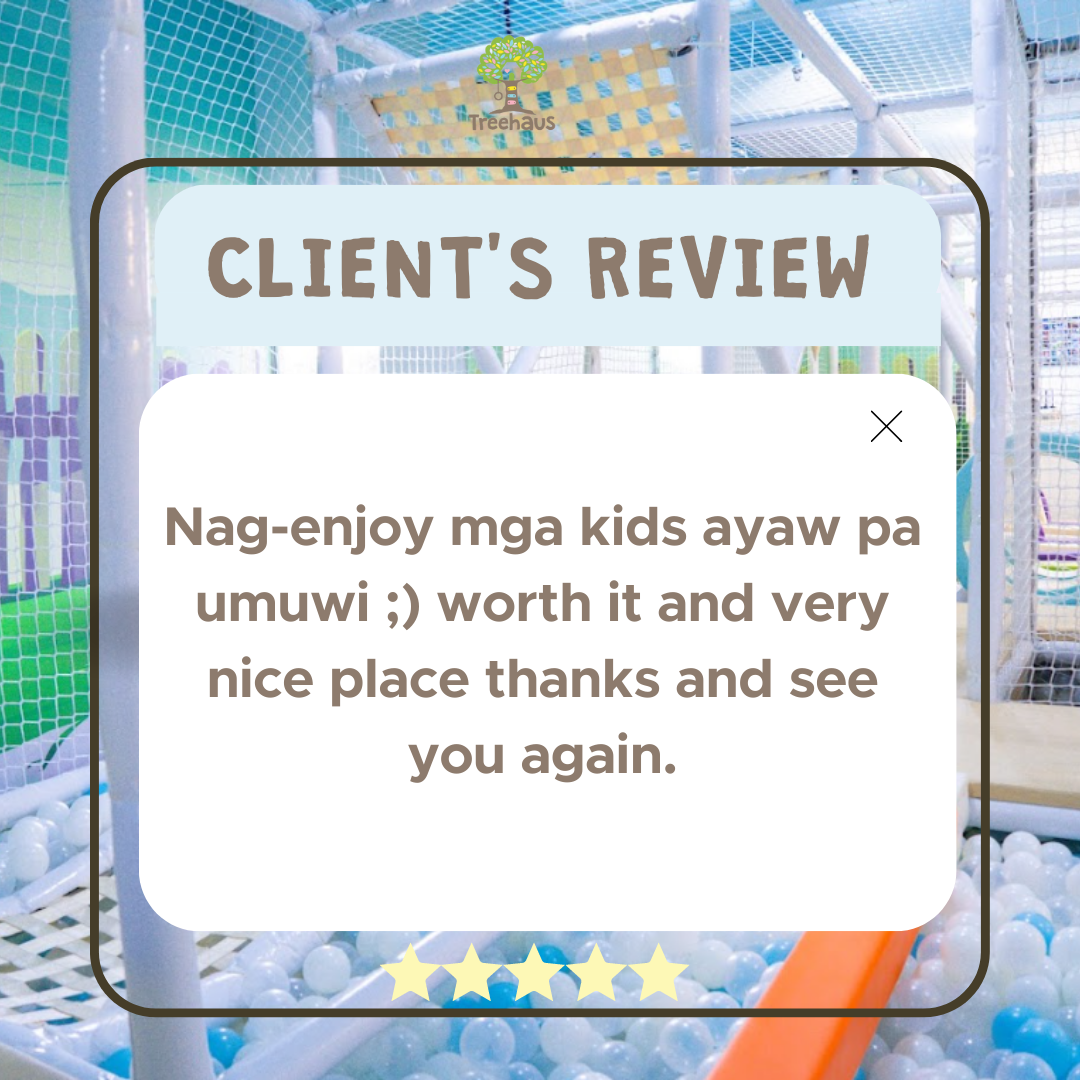 Treehaus
CLIENT'S REVIEW
Nag-enjoy mga kids ayaw pa
umuwi ;) worth it and very
nice place thanks and see
you again.